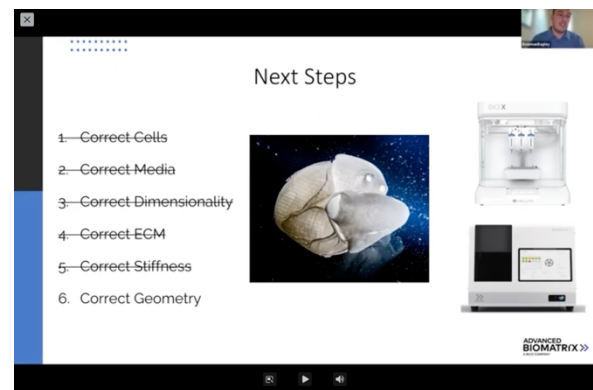 Next Steps
1. Correct Cells
2. Correct Media
3. Correct Dimensionality
4. Correct ECM
5. Correct Stiffness
6. Correct Geometry
BIO X
ADVANCED
BIOMATRIX